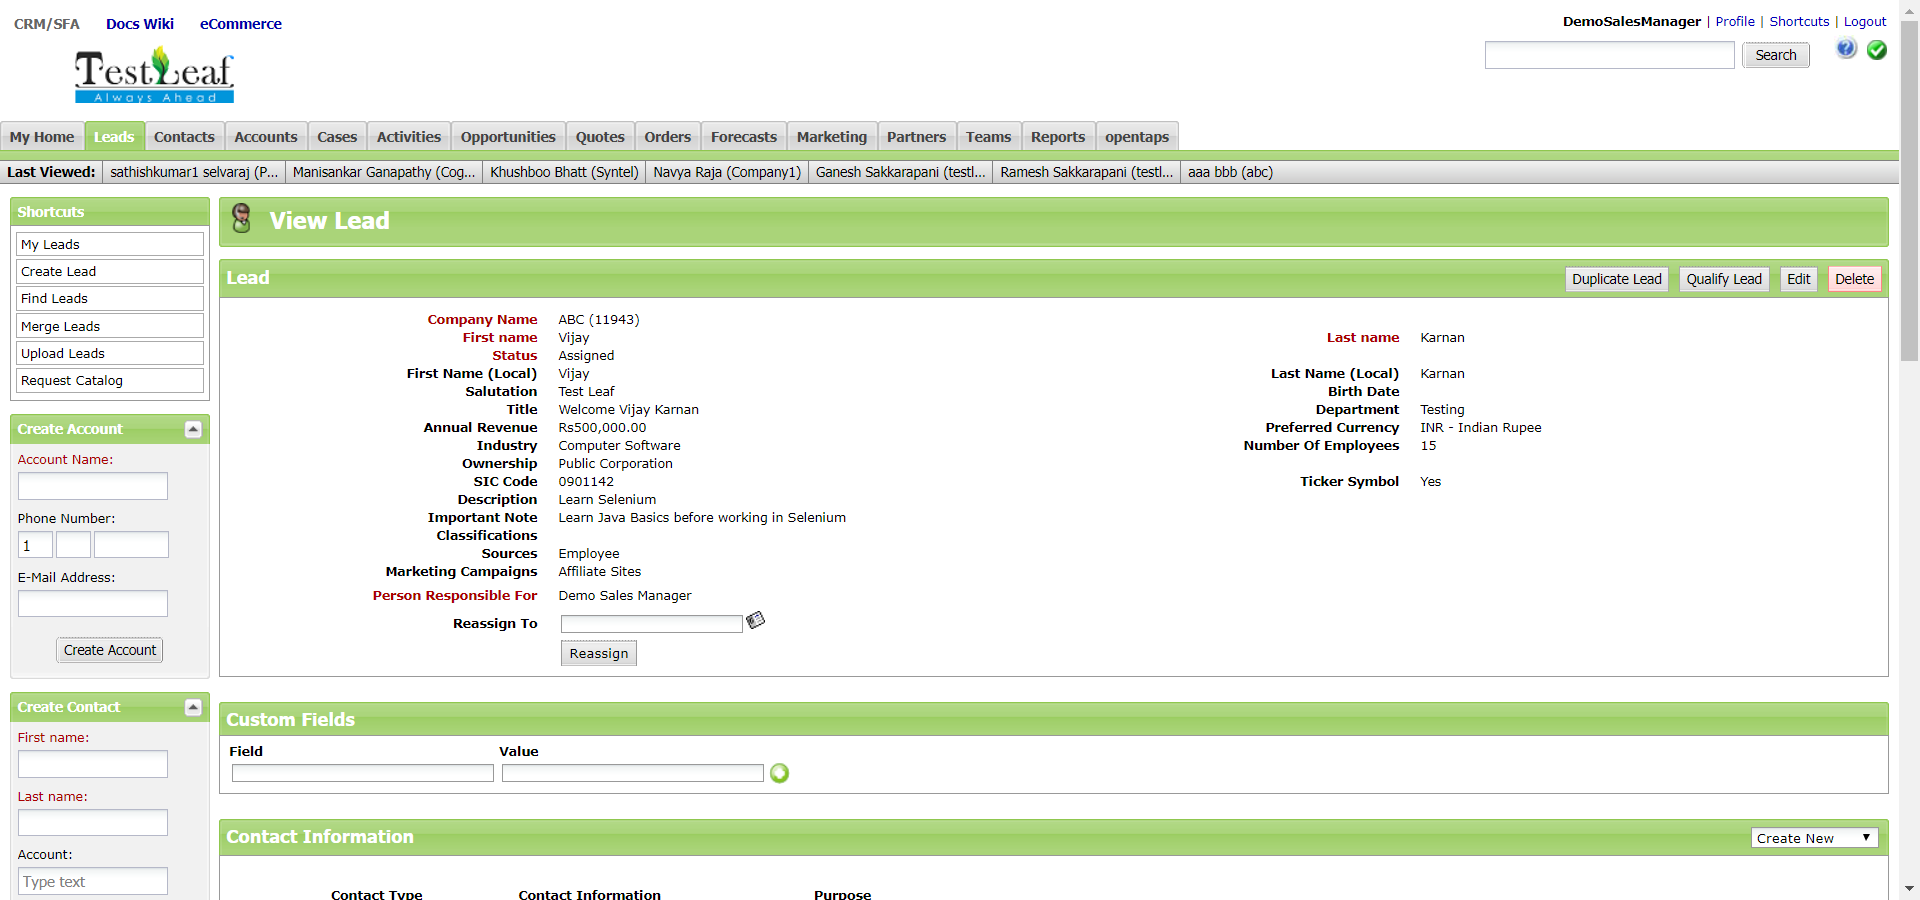 CRM/SFA Docs Wiki eCommerce
DemoSalesManager | Profile | Shortcuts | Logout
Search
TestLeaf
Always Ahead
My Home Leads Contacts Accounts Cases Activities Opportunities Quotes Orders Forecasts Marketing Partners Teams Reports opentaps
Last Viewed: sathishkumar1 selvaraj (P... Manisankar Ganapathy (Cog... Khushboo Bhatt (Syntel) Navya Raja (Company1) Ganesh Sakkarapani (testl... Ramesh Sakkarapani (testl... aaa bbb (abc)
Shortcuts
My Leads
Create Lead
Find Leads
Merge Leads
Upload Leads
Request Catalog
Create Account
Account Name:
Phone Number:
1
E-Mail Address:
Create Account
Create Contact
First name:
Last name:
Account:
Type text
View Lead
Lead
Duplicate Lead Qualify Lead Edit Delete
Company Name ABC (11943)
First name Vijay Last name Karnan
Status Assigned
First Name (Local) Vijay Last Name (Local) Karnan
Salutation Test Leaf Birth Date
Title Welcome Vijay Karnan Department Testing
Annual Revenue Rs500,000.00 Preferred Currency INR - Indian Rupee
Industry Computer Software Number Of Employees 15
Ownership Public Corporation
SIC Code 0901142 Ticker Symbol Yes
Description Learn Selenium
Important Note Learn Java Basics before working in Selenium
Classifications
Sources Employee
Marketing Campaigns Affiliate Sites
Person Responsible For Demo Sales Manager
Reassign To
Reassign
Custom Fields
Field Value
Contact Information
Create New
Contact Type Contact Information Purpose